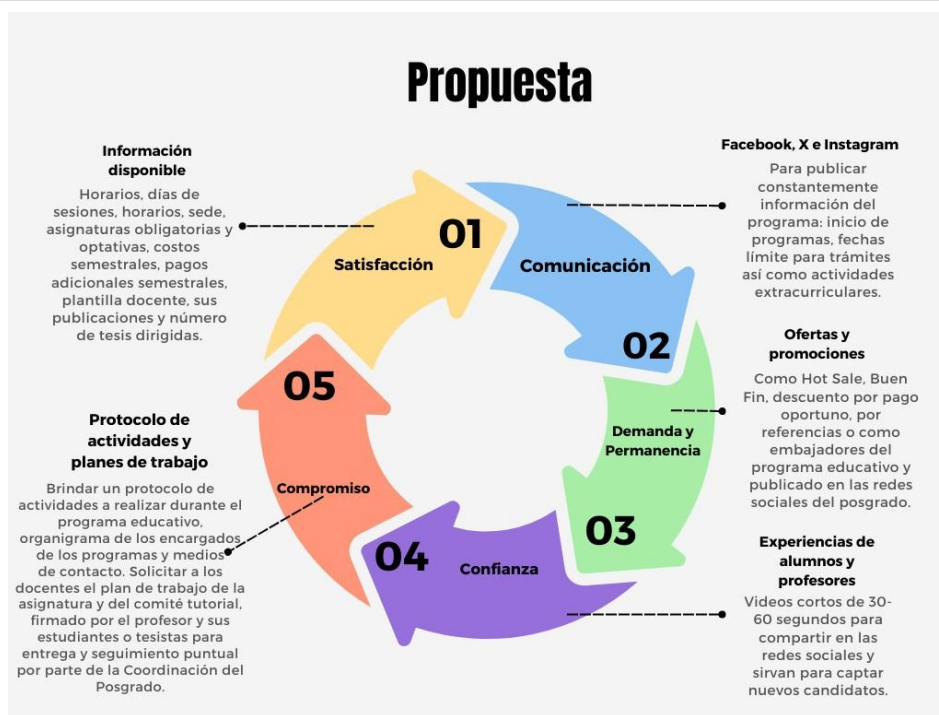 Propuesta
Información
disponible
Horarios, días de
sesiones, horarios, sede,
asignaturas obligatorias y
optativas, costos
semestrales, pagos
adicionales semestrales,
plantilla docente, sus
publicaciones y número
de tesis dirigidas.
01
Satisfacción
Facebook, X e Instagram
Para publicar
constantemente
información del
programa: inicio de
programas, fechas
límite para trámites
así como actividades
extracurriculares.
Comunicación
02
Ofertas y
promociones
Como Hot Sale, Buen
Fin, descuento por pago
oportuno, por
referencias o como
embajadores del
programa educativo y
publicado en las redes
sociales del posgrado.
Demanda y
Permanencia
03
Experiencias de
alumnos y
profesores
Videos cortos de 30-
60 segundos para
compartir en las
redes sociales y
sirvan para captar
nuevos candidatos.
04
Confianza
05
Compromiso
Protocolo de
actividades y
planes de trabajo
Brindar un protocolo de
actividades a realizar durante el
programa educativo,
organigrama de los encargados
de los programas y medios
de contacto. Solicitar a los
docentes el plan de trabajo de la
asignatura y del comité tutorial,
firmado por el profesor y sus
estudiantes o tesistas para
entrega y seguimiento puntual
por parte de la Coordinación del
Posgrado.